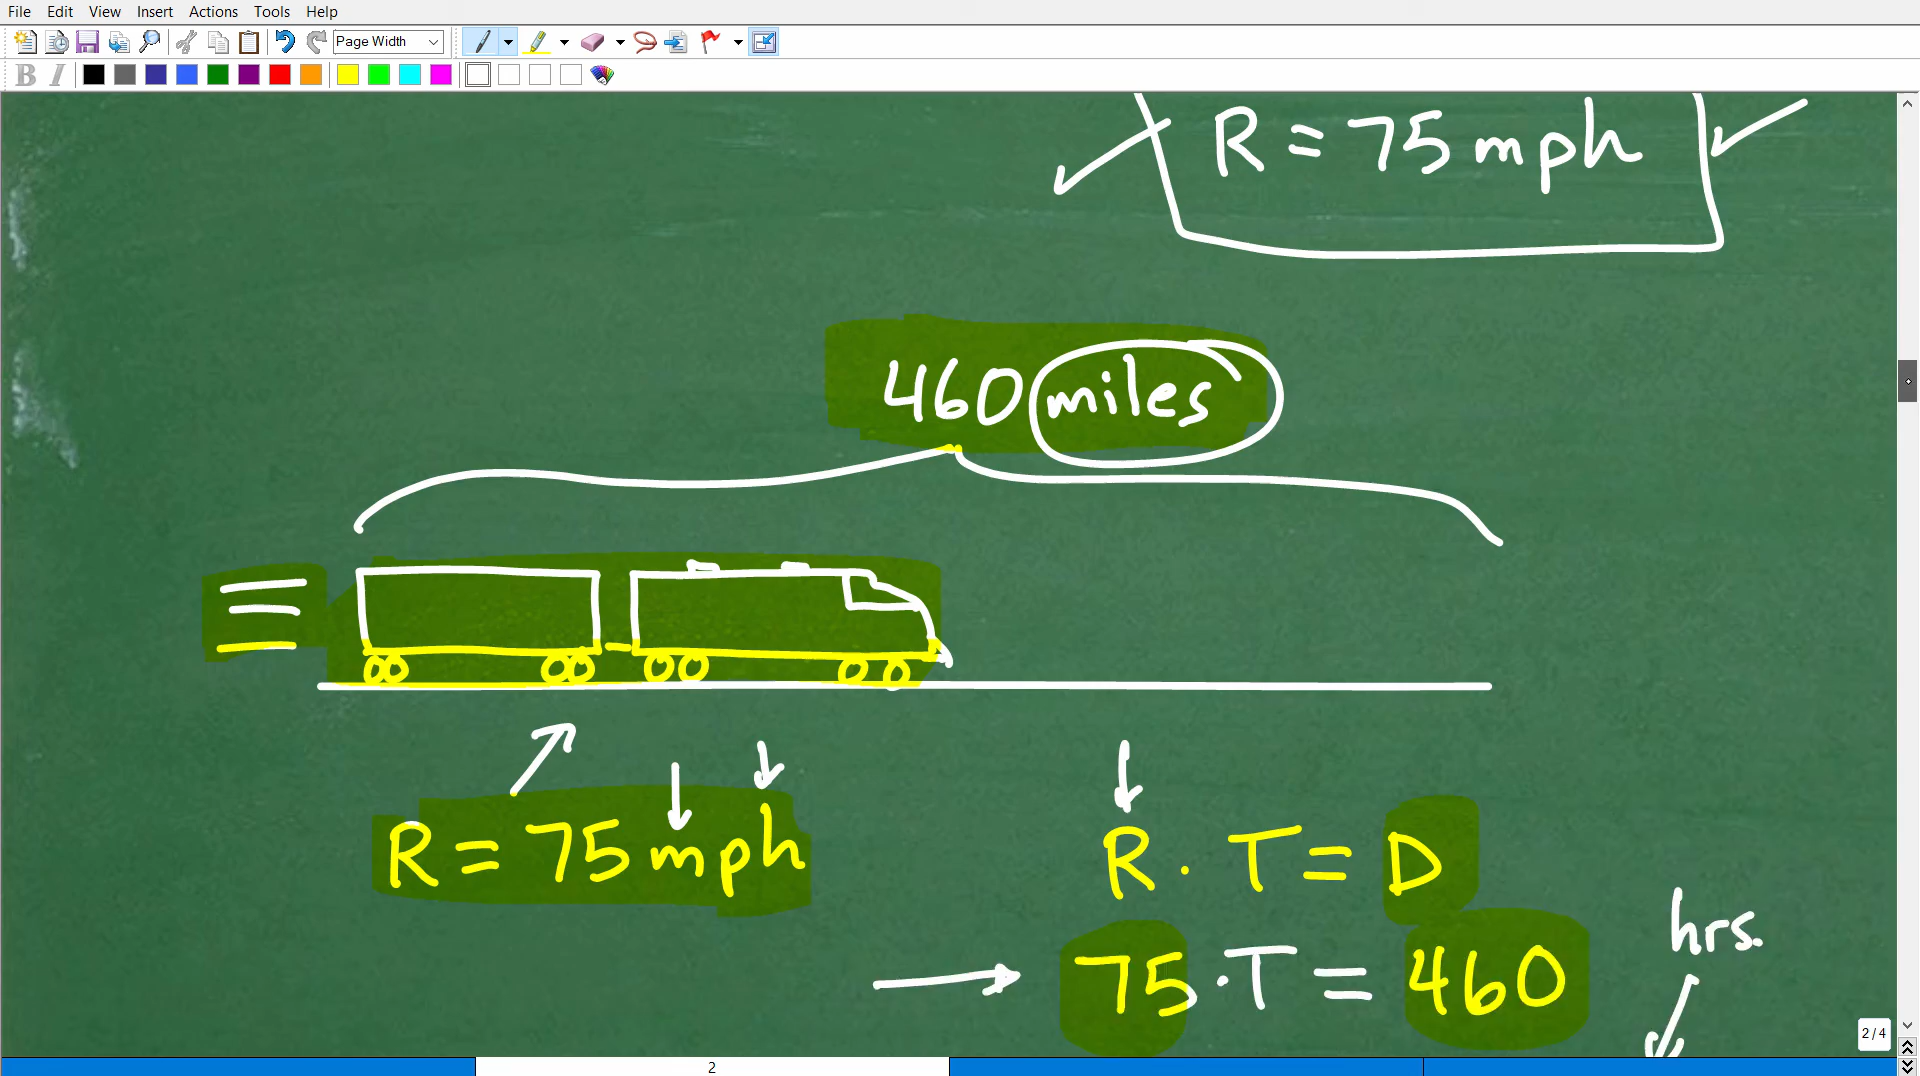 File Edit View Insert Actions Tools Help
Page Width
B I
R = 75 mph
460 miles
R = 75 mph
R · T = D
hrs.
75 · T = 460
2 / 4
2